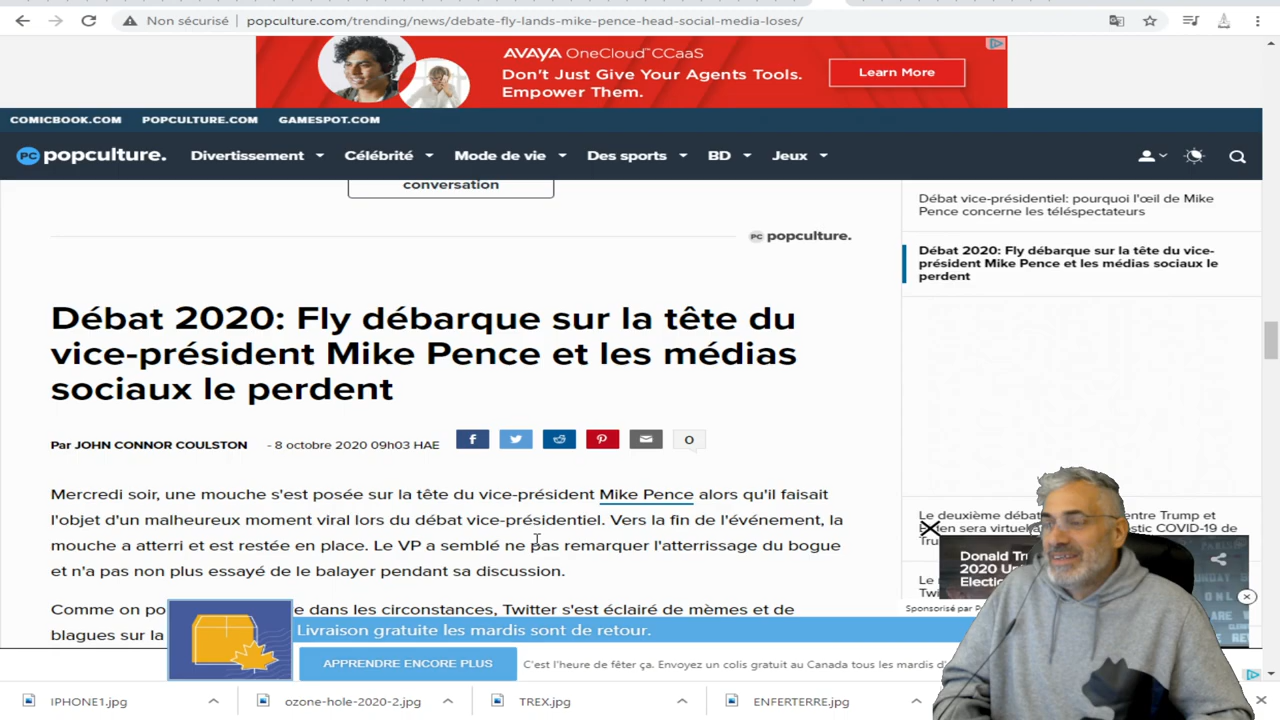 Non sécurisé popculture.com/trending/news/debate-fly-lands-mike-pence-head-social-media-loses/
AVAYA OneCloud™CCaaS
Don't Just Give Your Agents Tools.
Empower Them.
Learn More
COMICBOOK.COM POPCULTURE.COM GAMESPOT.COM
PC popculture. Divertissement Célébrité Mode de vie Des sports BD Jeux
conversation
PC popculture.
Débat 2020: Fly débarque sur la tête du
vice-président Mike Pence et les médias
sociaux le perdent
Par JOHN CONNOR COULSTON - 8 octobre 2020 09h03 HAE
0
Mercredi soir, une mouche s'est posée sur la tête du vice-président Mike Pence alors qu'il faisait
l'objet d'un malheureux moment viral lors du débat vice-présidentiel. Vers la fin de l'événement, la
mouche a atterri et est restée en place. Le VP a semblé ne pas remarquer l'atterrissage du bogue
et n'a pas non plus essayé de le balayer pendant sa discussion.
Comme on po e dans les circonstances, Twitter s'est éclairé de mèmes et de
blagues sur la
Débat vice-présidentiel: pourquoi l'œil de Mike
Pence concerne les téléspectateurs
Débat 2020: Fly débarque sur la tête du vice-
président Mike Pence et les médias sociaux le
perdent
Le deuxième débat entre Trump et
sera virtuel COVID-19 de
Donald Tru
2020
Electio
Sponsorisé par
Livraison gratuite les mardis sont de retour.
APPRENDRE ENCORE PLUS
C'est l'heure de fêter ça. Envoyez un colis gratuit au Canada tous les mardis d'
IPHONE1.jpg ozone-hole-2020-2.jpg TREX.jpg ENFERTERRE.jpg